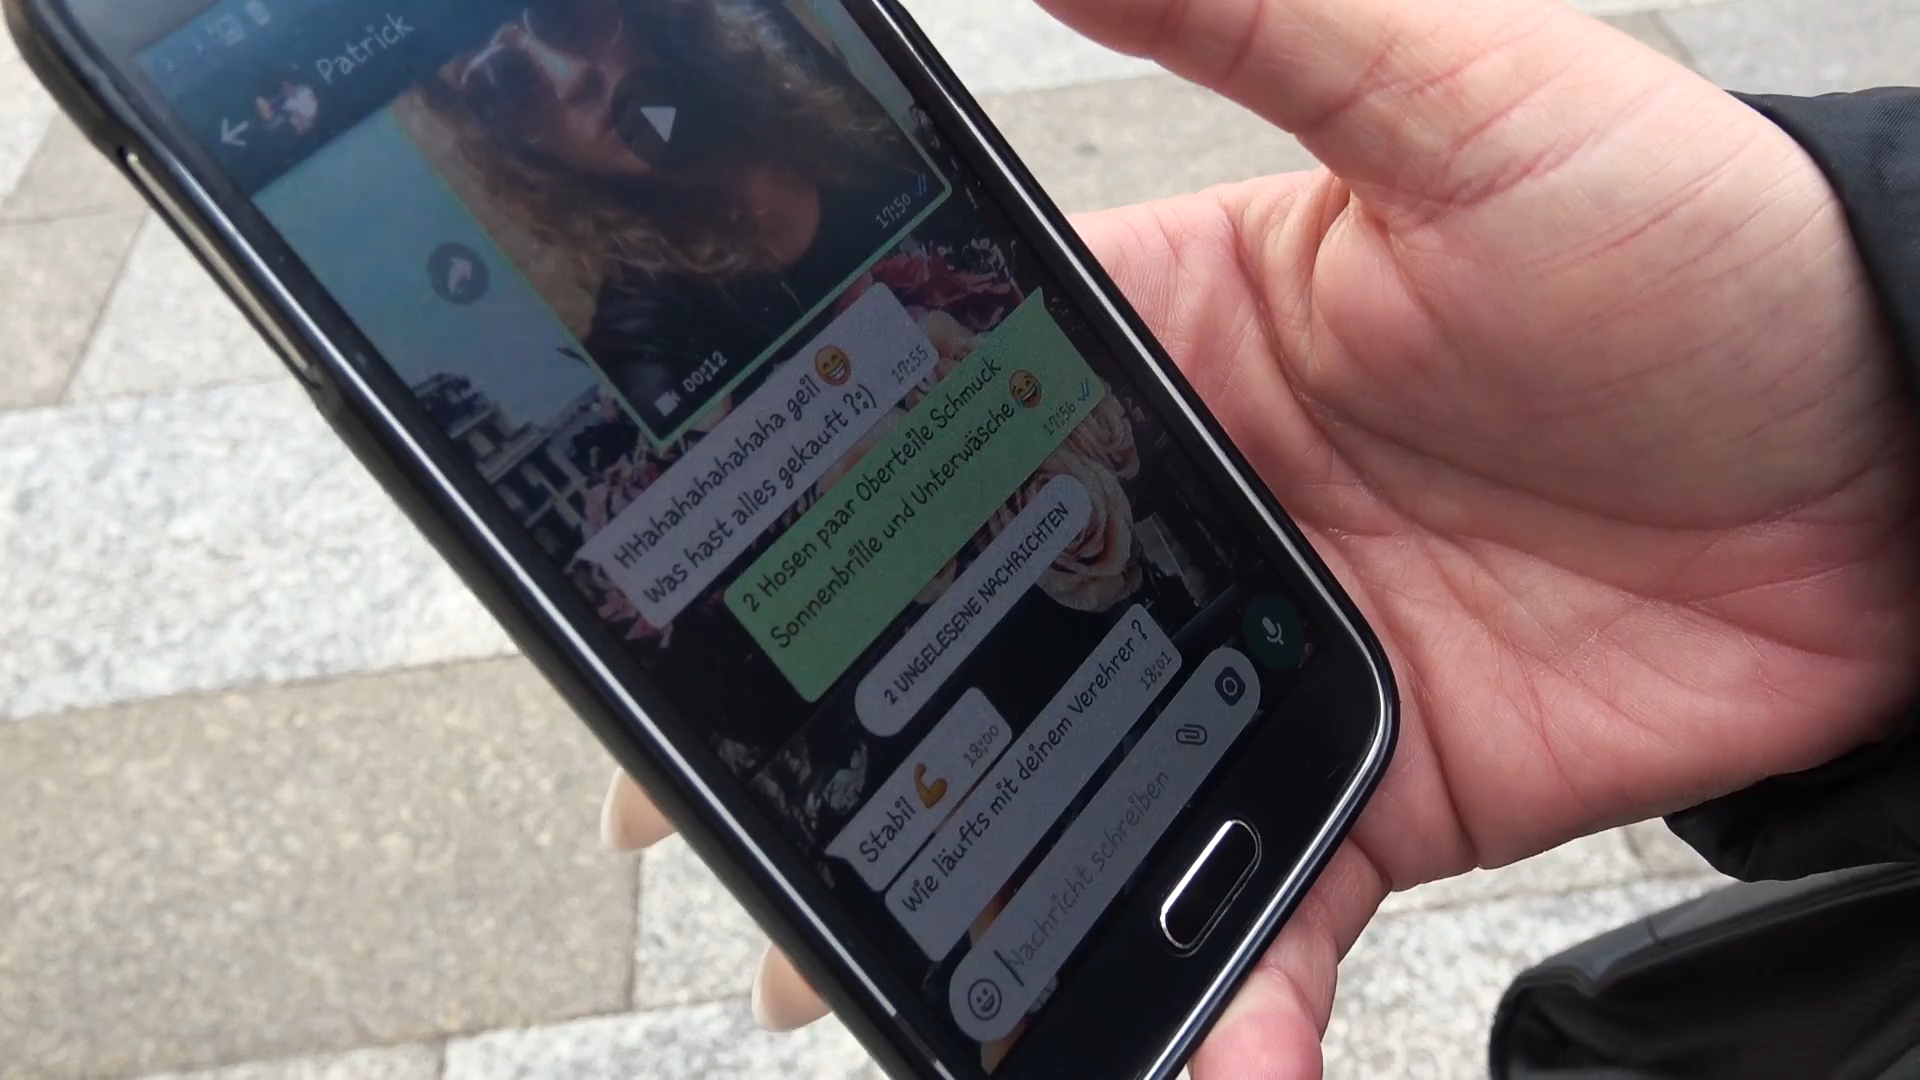 Patrick
17:50
00:12
HHahahahahahaha geil 😄
Was hast alles gekauft ?:)
17:55
2 Hosen paar Oberteile Schmuck
Sonnenbrille und Unterwäsche 😂
17:56
2 UNGELESENE NACHRICHTEN
Stabil 💪
18:00
Wie läufts mit deinem Verehrer ?
18:01
Nachricht schreiben